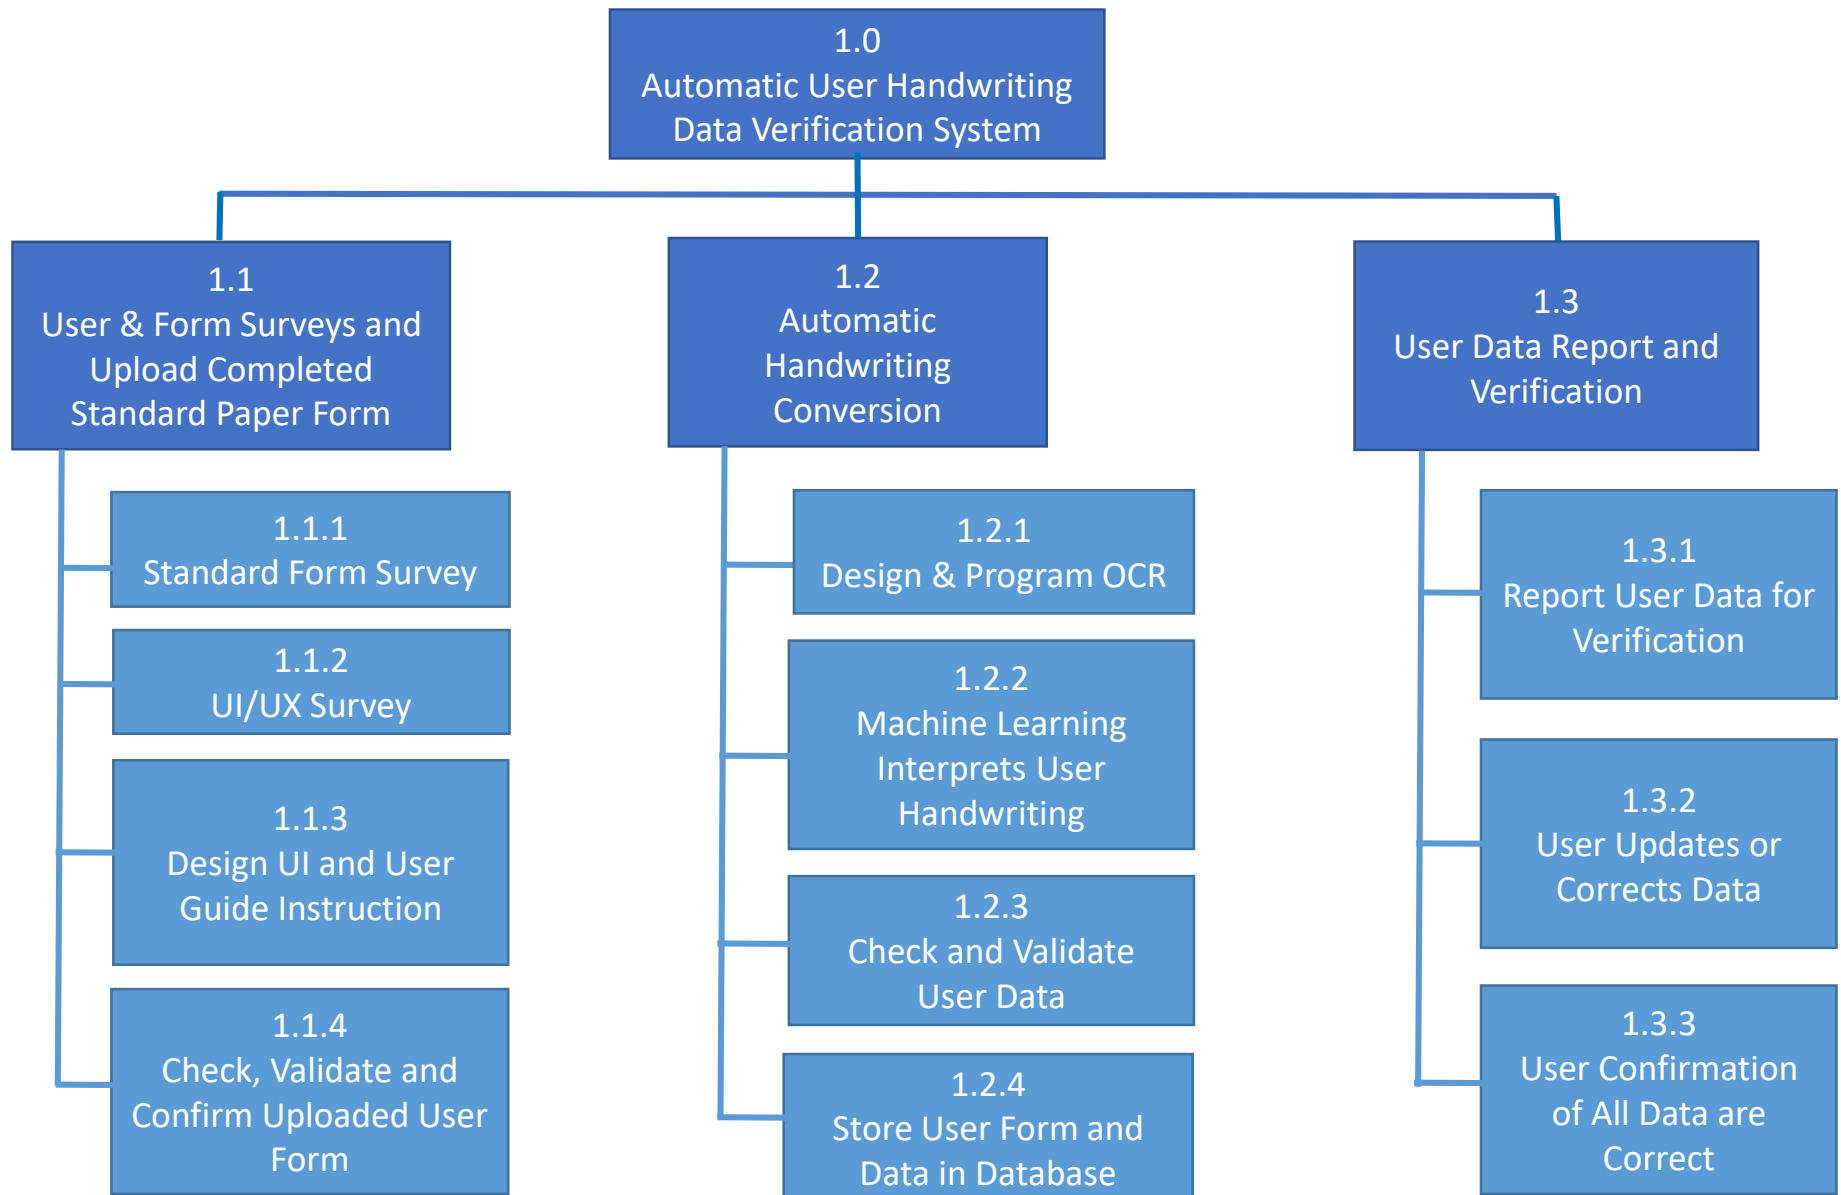 1.0
Automatic User Handwriting
Data Verification System
1.1
User & Form Surveys and
Upload Completed
Standard Paper Form
1.1.1
Standard Form Survey
1.1.2
UI/UX Survey
1.1.3
Design UI and User
Guide Instruction
1.1.4
Check, Validate and
Confirm Uploaded User
Form
1.2
Automatic
Handwriting
Conversion
1.2.1
Design & Program OCR
1.2.2
Machine Learning
Interprets User
Handwriting
1.2.3
Check and Validate
User Data
1.2.4
Store User Form and
Data in Database
1.3
User Data Report and
Verification
1.3.1
Report User Data for
Verification
1.3.2
User Updates or
Corrects Data
1.3.3
User Confirmation
of All Data are
Correct